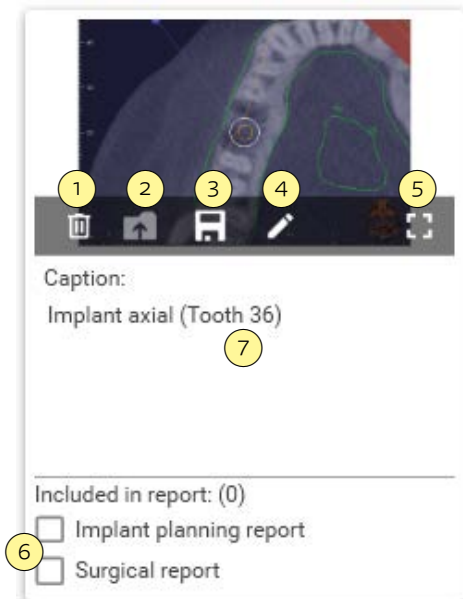 1 2 3 4 5
Caption:
Implant axial (Tooth 36)
7
Included in report: (0)
Implant planning report
6
Surgical report